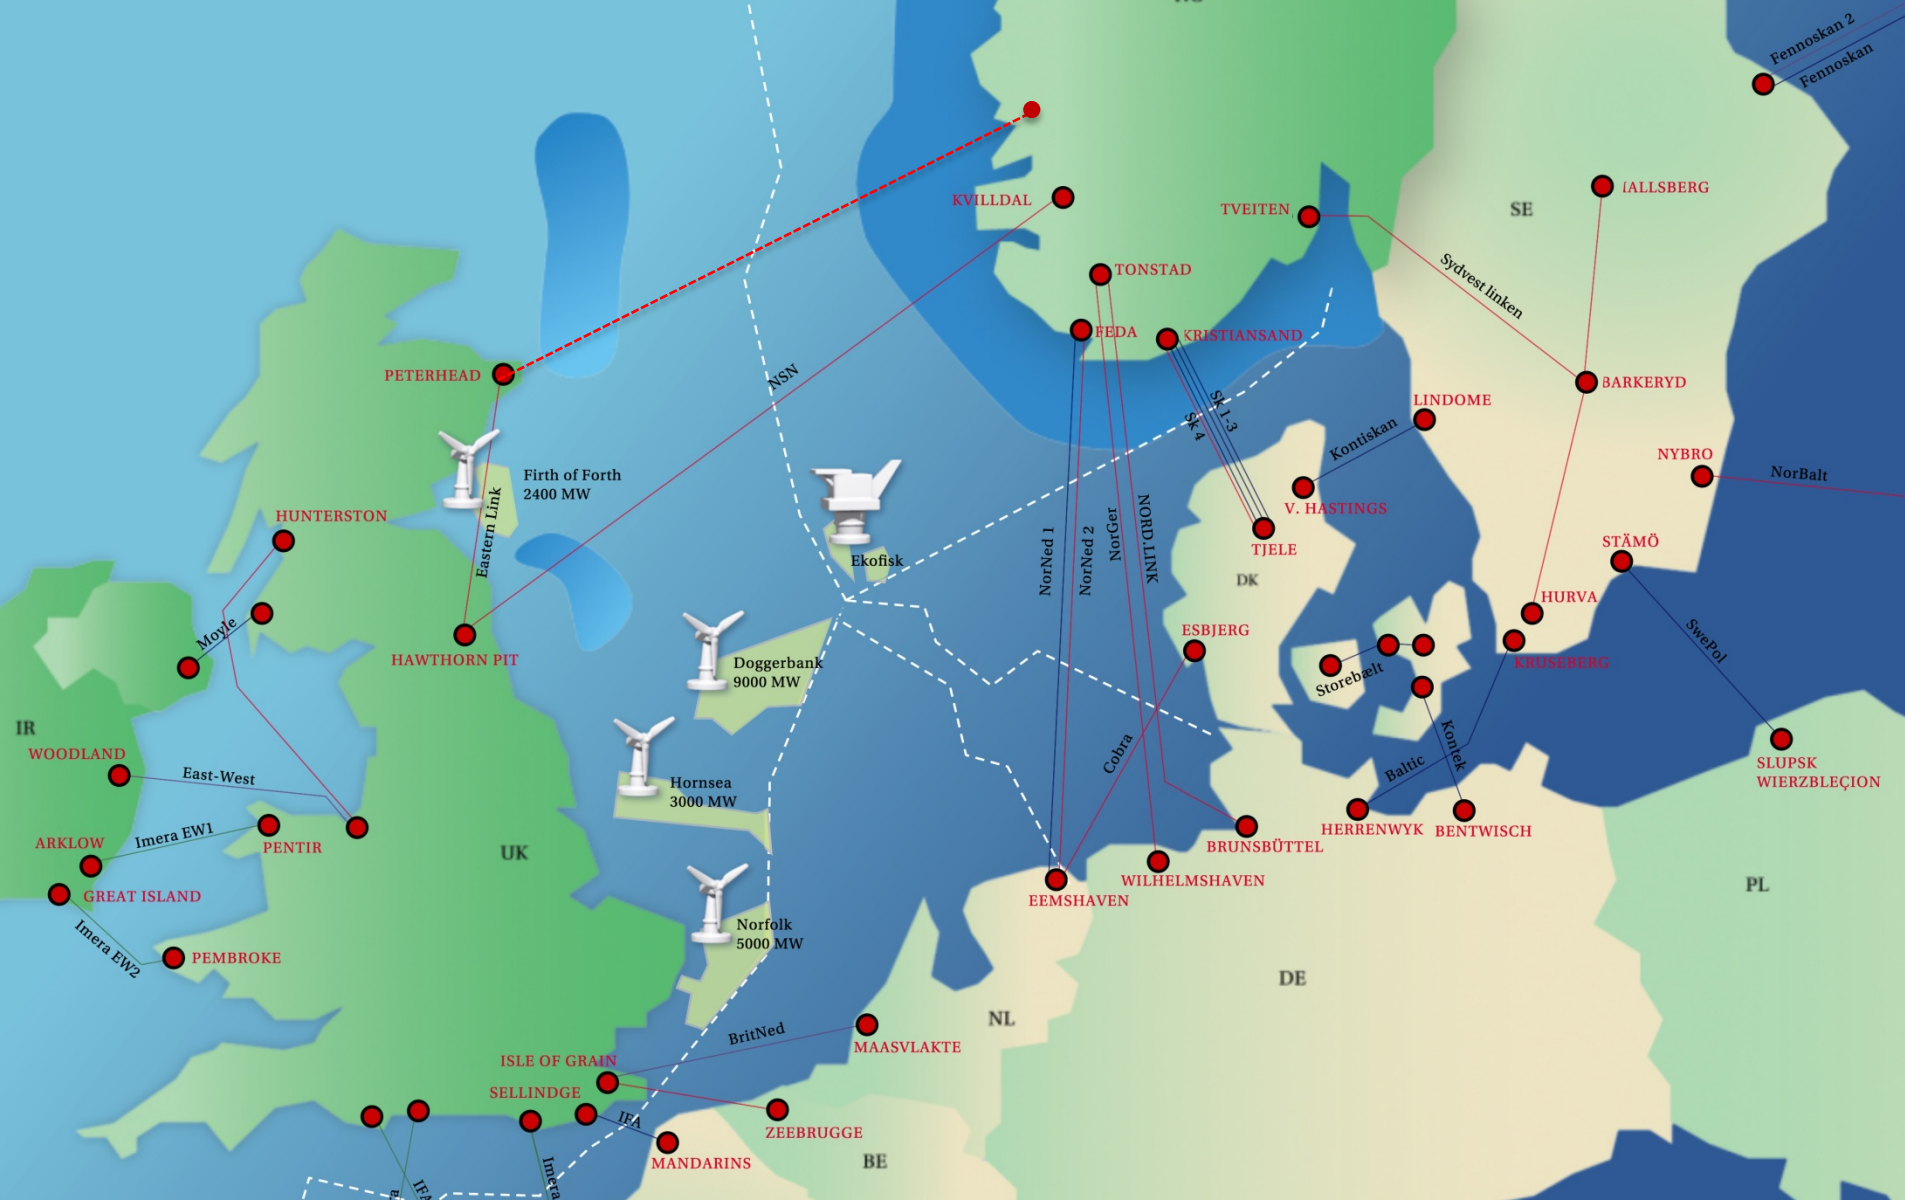 Fennoskan 2
Fennoskan
KVILLDAL
TVEITEN
IALLSBERG
SE
TONSTAD
Sydvest linken
FEDA
KRISTIANSAND
PETERHEAD
NSN
Sk 1-3
Sk 4
BARKERYD
LINDOME
Kontiskan
NYBRO
NorBalt
Firth of Forth
2400 MW
Eastern Link
V. HASTINGS
HUNTERSTON
NorNed 1
NorNed 2
NorGer
NORD.LINK
TJELE
STÄMÖ
Ekofisk
DK
HURVA
Moyle
ESBJERG
SwePol
HAWTHORN PIT
Doggerbank
9000 MW
KRUSEBERG
Storebælt
IR
WOODLAND
East-West
Cobra
Kontek
Baltic
SLUPSK
WIERZBLĘCION
Hornsea
3000 MW
ARKLOW
Imera EW1
PENTIR
UK
HERRENWYK
BENTWISCH
BRUNSBÜTTEL
WILHELMSHAVEN
PL
GREAT ISLAND
EEMSHAVEN
Imera EW2
PEMBROKE
Norfolk
5000 MW
DE
NL
BritNed
MAASVLAKTE
ISLE OF GRAIN
SELLINDGE
IFA
ZEEBRUGGE
MANDARINS
BE
Imera
IFA